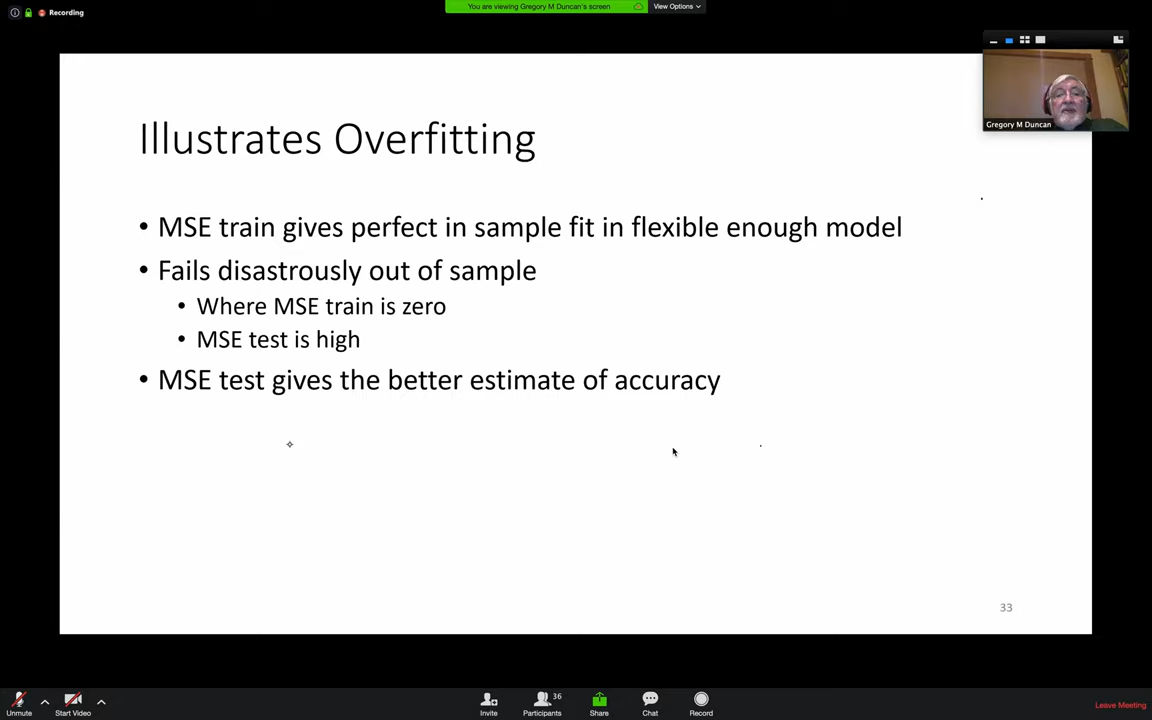 Recording
You are viewing Gregory M Duncan's screen
View Options
Gregory M Duncan
Illustrates Overfitting
• MSE train gives perfect in sample fit in flexible enough model
• Fails disastrously out of sample
• Where MSE train is zero
• MSE test is high
• MSE test gives the better estimate of accuracy
33
Unmute
Start Video
Invite
Participants 36
Share
Chat
Record
Leave Meeting